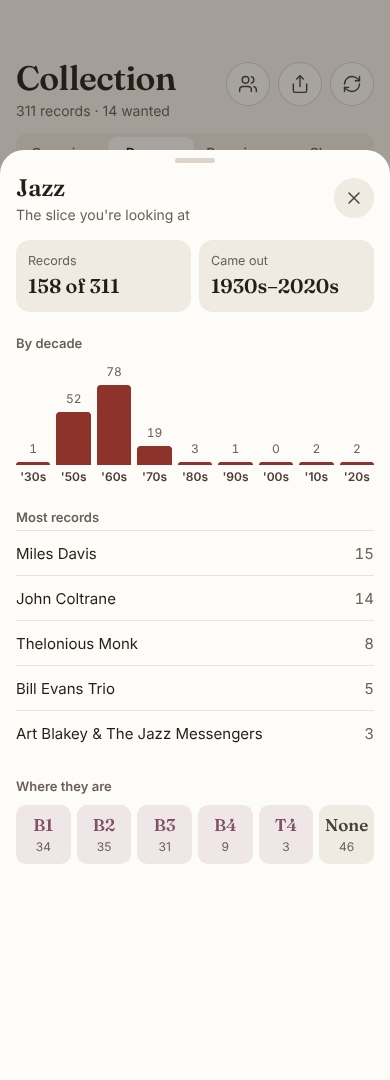 Collection
311 records · 14 wanted
Jazz
The slice you're looking at
Records
158 of 311
Came out
1930s–2020s
By decade
1 52 78 19 3 1 0 2 2
'30s '50s '60s '70s '80s '90s '00s '10s '20s
Most records
Miles Davis 15
John Coltrane 14
Thelonious Monk 8
Bill Evans Trio 5
Art Blakey & The Jazz Messengers 3
Where they are
B1 B2 B3 B4 T4 None
34 35 31 9 3 46